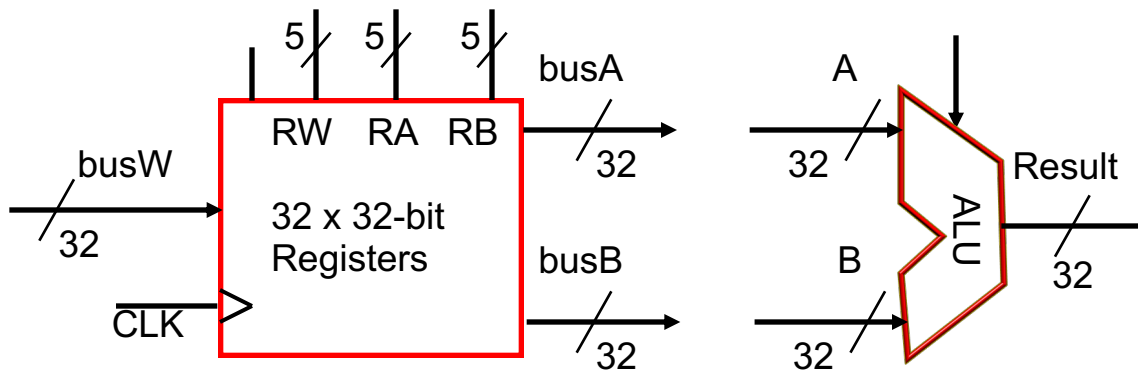 5 5 5
busA
A
RW RA RB
32
32
busW
Result
32
32 x 32-bit
Registers
ALU
busB
B
32
CLK
32
32